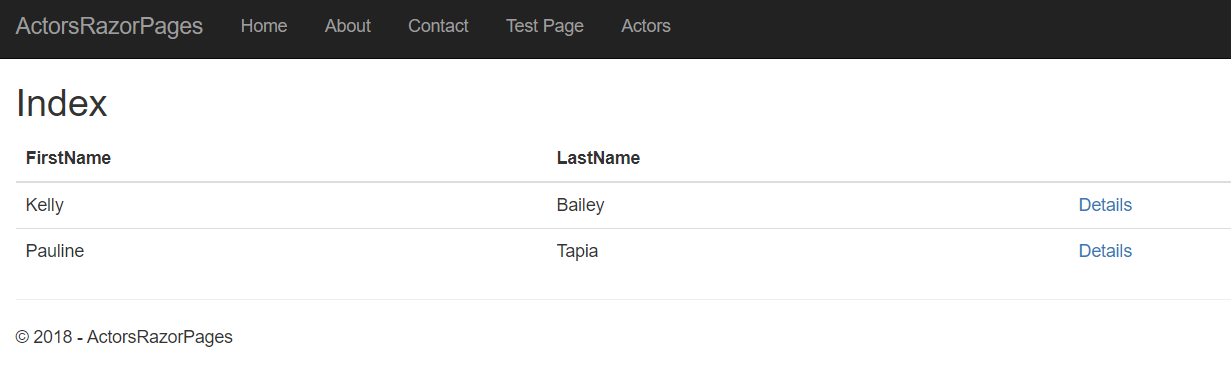 ActorsRazorPages Home About Contact Test Page Actors
Index
FirstName LastName
Kelly Bailey Details
Pauline Tapia Details
© 2018 - ActorsRazorPages